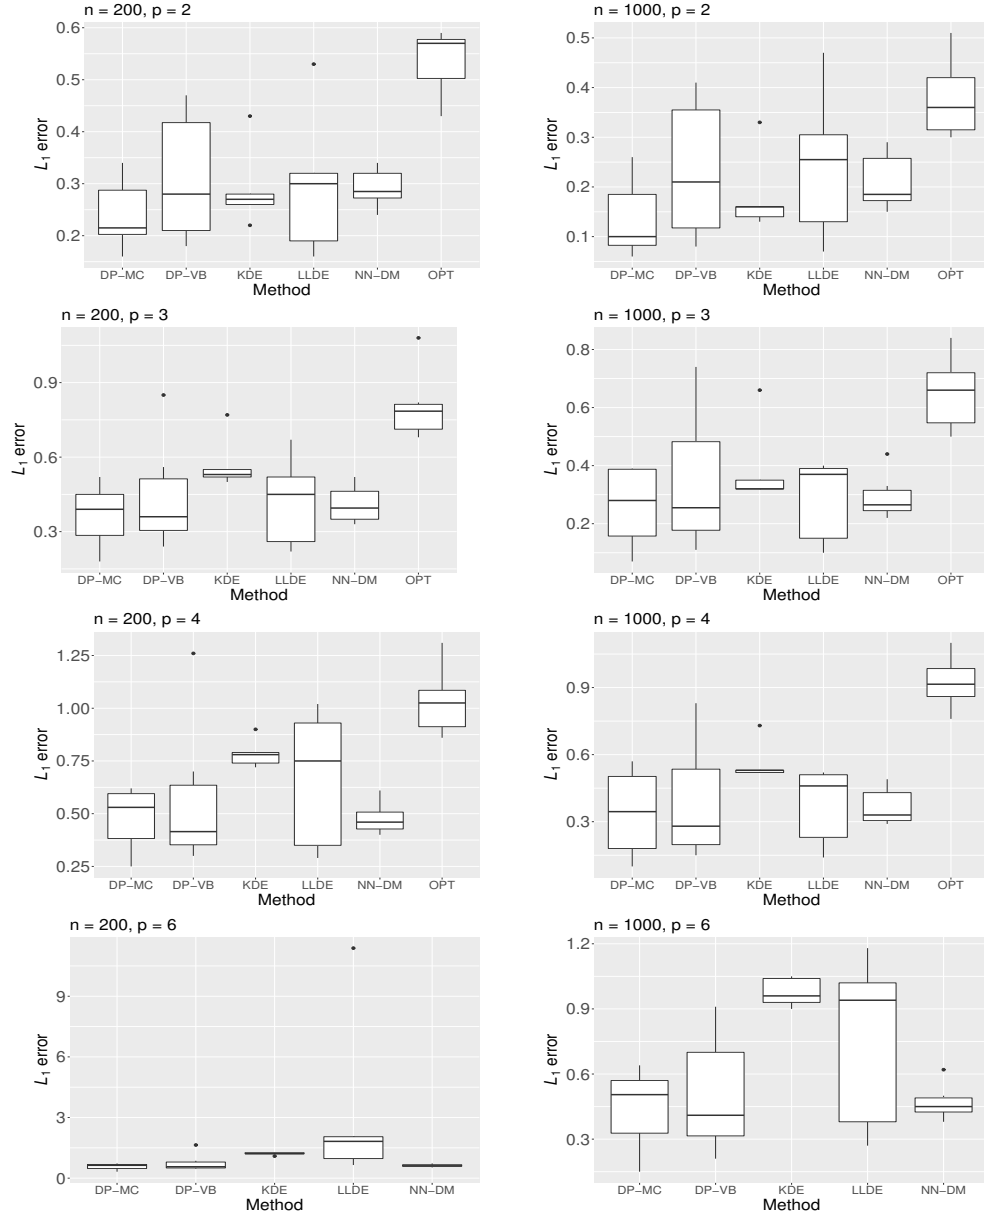 n = 200, p = 2
0.6
0.5
0.4
0.3
0.2
L1 error
DP−MC DP−VB KDE LLDE NN−DM OPT
Method
n = 1000, p = 2
0.5
0.4
0.3
0.2
0.1
L1 error
DP−MC DP−VB KDE LLDE NN−DM OPT
Method
n = 200, p = 3
0.9
0.6
0.3
L1 error
DP−MC DP−VB KDE LLDE NN−DM OPT
Method
n = 1000, p = 3
0.8
0.6
0.4
0.2
L1 error
DP−MC DP−VB KDE LLDE NN−DM OPT
Method
n = 200, p = 4
1.25
1.00
0.75
0.50
0.25
L1 error
DP−MC DP−VB KDE LLDE NN−DM OPT
Method
n = 1000, p = 4
0.9
0.6
0.3
L1 error
DP−MC DP−VB KDE LLDE NN−DM OPT
Method
n = 200, p = 6
9
6
3
0
L1 error
DP−MC DP−VB KDE LLDE NN−DM
Method
n = 1000, p = 6
1.2
0.9
0.6
0.3
L1 error
DP−MC DP−VB KDE LLDE NN−DM
Method